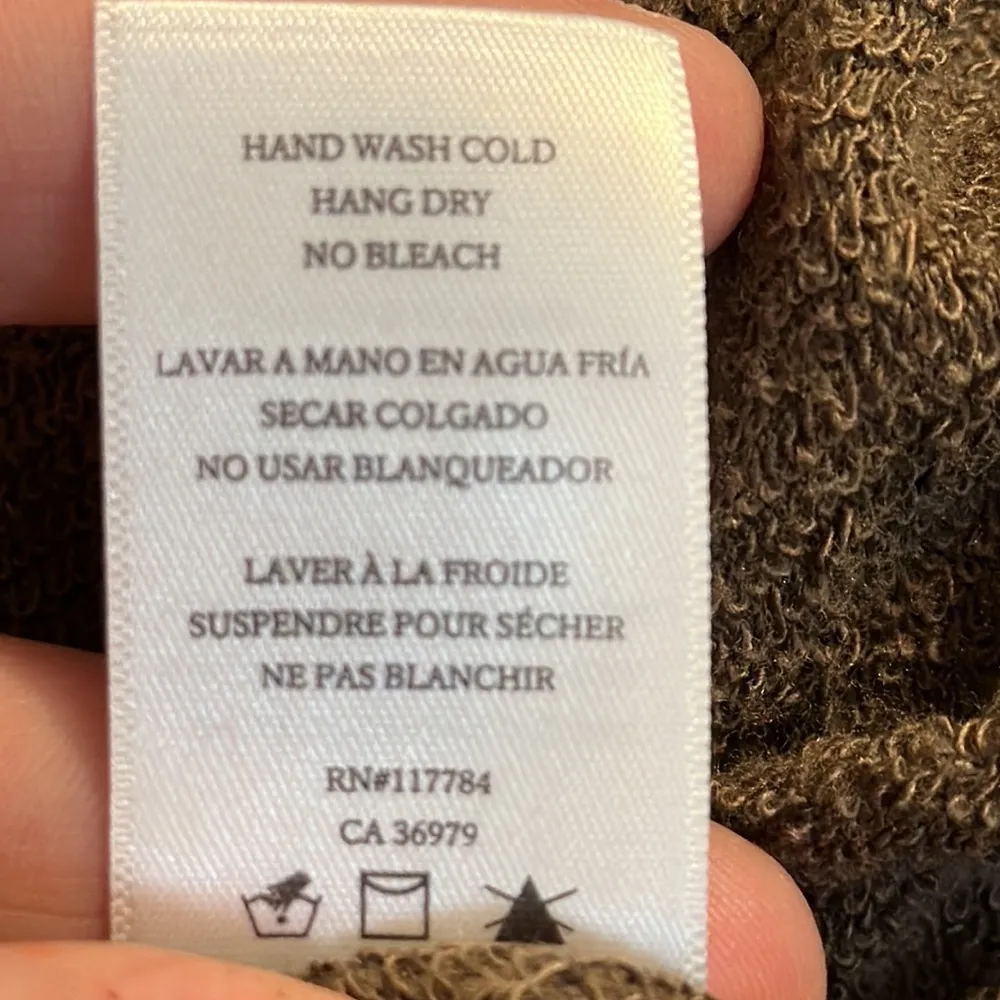 HAND WASH COLD
HANG DRY
NO BLEACH
LAVAR A MANO EN AGUA FRÍA
SECAR COLGADO
NO USAR BLANQUEADOR
LAVER À LA FROIDE
SUSPENDRE POUR SÉCHER
NE PAS BLANCHIR
RN#117784
CA 36979